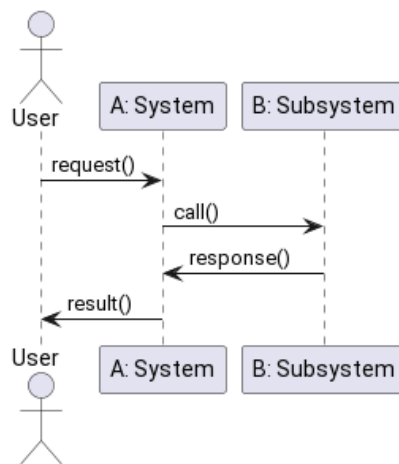 User
A: System
B: Subsystem
request()
call()
response()
result()
User
A: System
B: Subsystem